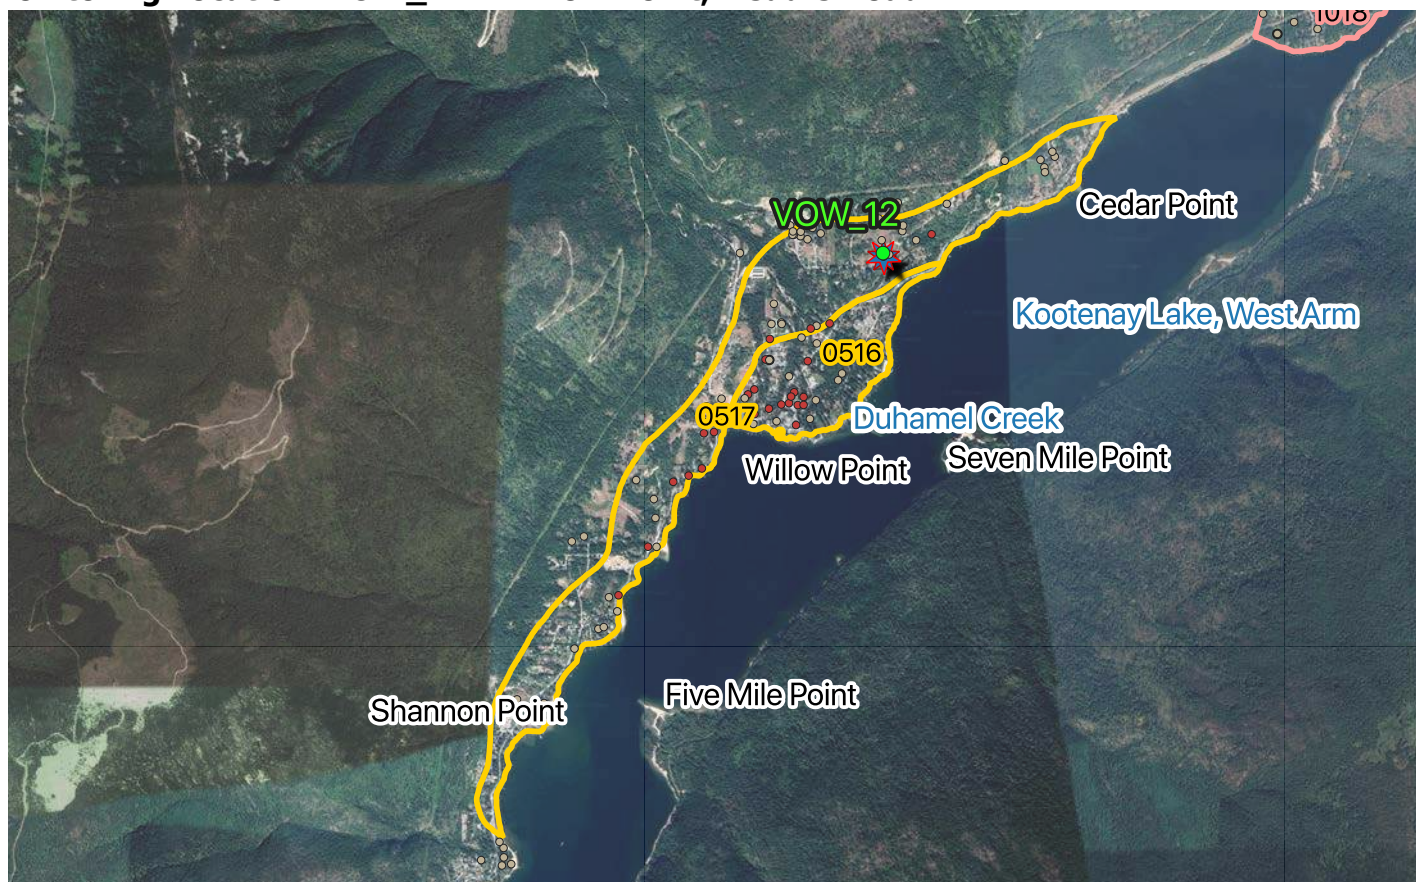 1018
VOW_12
Cedar Point
Kootenay Lake, West Arm
0516
0517
Duhamel Creek
Willow Point
Seven Mile Point
Shannon Point
Five Mile Point